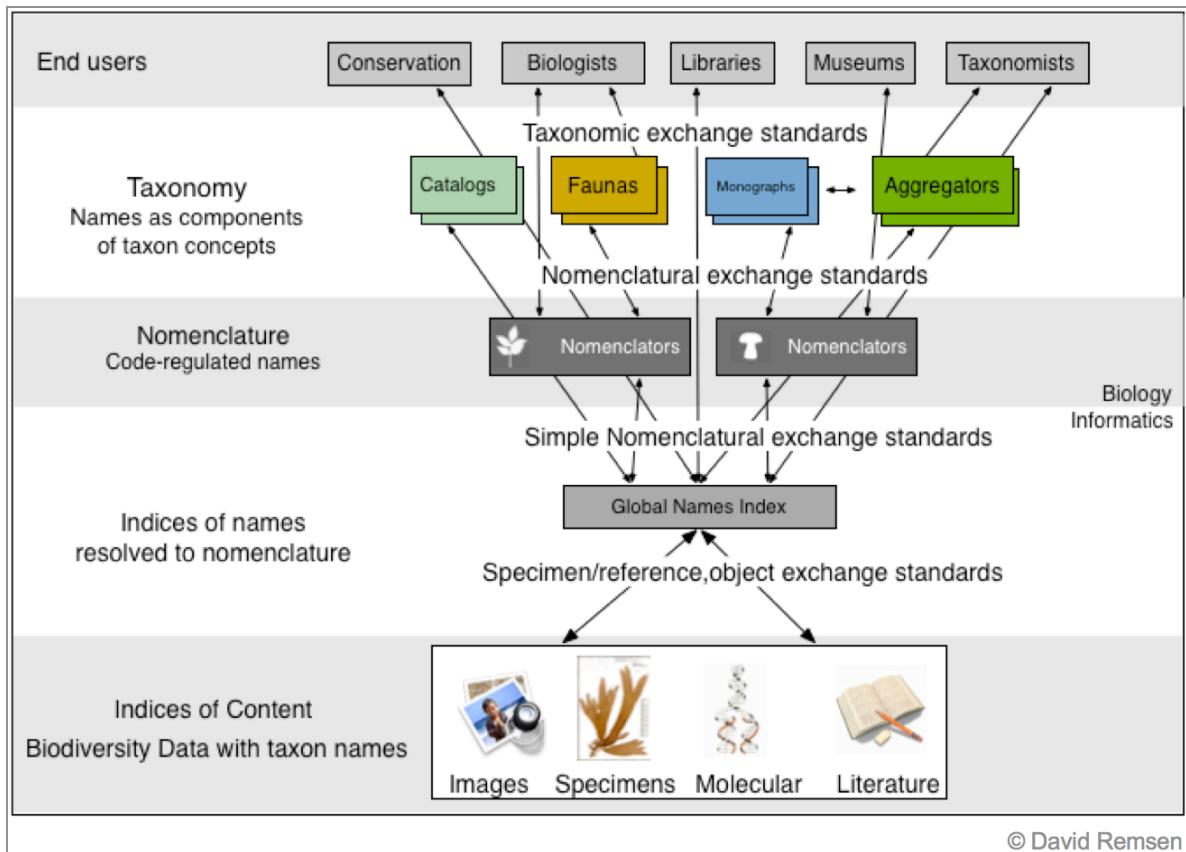 End users
Conservation
Biologists
Libraries
Museums
Taxonomists
Taxonomic exchange standards
Taxonomy
Names as components
of taxon concepts
Catalogs
Faunas
Monographs
Aggregators
Nomenclatural exchange standards
Nomenclature
Code-regulated names
Nomenclators
Nomenclators
Biology
Informatics
Simple Nomenclatural exchange standards
Global Names Index
Indices of names
resolved to nomenclature
Specimen/reference,object exchange standards
Indices of Content
Biodiversity Data with taxon names
Images
Specimens
Molecular
Literature
© David Remsen